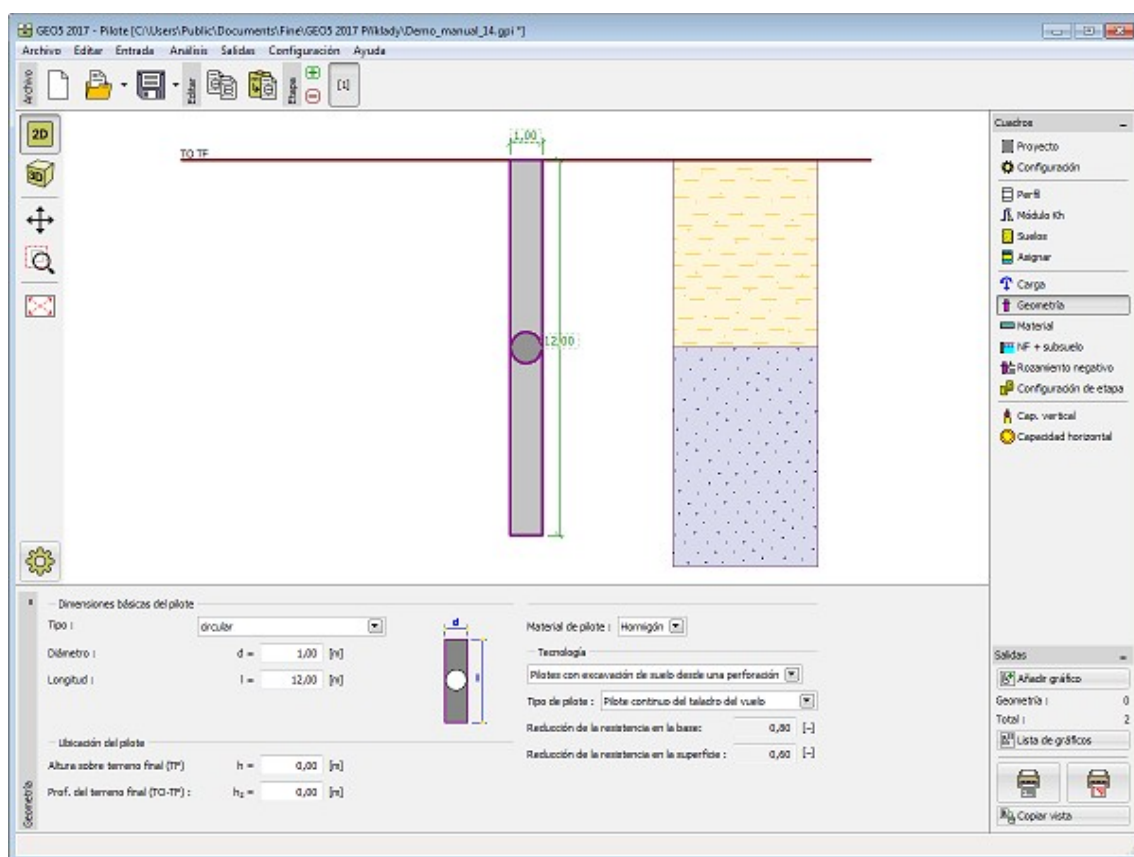 GEO5 2017 - Pilote [C:\Users\Public\Documents\Fine\GEO5 2017 Příklady\Demo_manual_14.gpi *]
Archivo Editar Entrada Análisis Salidas Configuración Ayuda
Archivo
Editar
Etapa
[1]
2D
3D
TO TF
1,00
12,00
Cuadros
Proyecto
Configuración
Perfil
Módulo Kh
Suelos
Asignar
Carga
Geometría
Material
NF + subsuelo
Rozamiento negativo
Configuración de etapa
Cap. vertical
Capacidad horizontal
Geometría
Dimensiones básicas del pilote
Tipo : circular
Diámetro : d = 1,00 [m]
Longitud : l = 12,00 [m]
d
l
Ubicación del pilote
Altura sobre terreno final (TF) h = 0,00 [m]
Prof. del terreno final (TO-TF) : h₂ = 0,00 [m]
Material de pilote : Hormigón
Tecnología
Pilotes con excavación de suelo desde una perforación
Tipo de pilote : Pilote continuo del taladro del vuelo
Reducción de la resistencia en la base: 0,80 [-]
Reducción de la resistencia en la superficie : 0,60 [-]
Salidas
Añadir gráfico
Geometría : 0
Total : 2
Lista de gráficos
Copiar vista